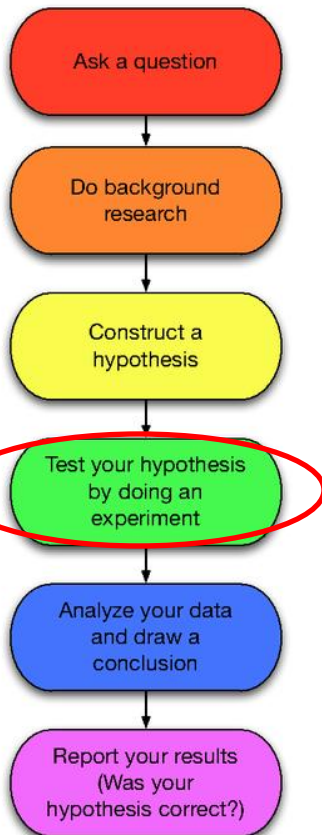 Ask a question
Do background
research
Construct a
hypothesis
Test your hypothesis
by doing an
experiment
Analyze your data
and draw a
conclusion
Report your results
(Was your
hypothesis correct?)